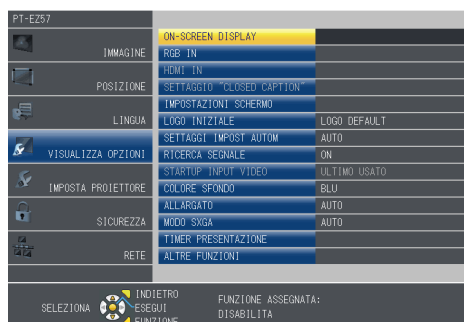 PT-EZ57
IMMAGINE
POSIZIONE
LINGUA
VISUALIZZA OPZIONI
IMPOSTA PROIETTORE
SICUREZZA
RETE
ON-SCREEN DISPLAY
RGB IN
HDMI IN
SETTAGGIO "CLOSED CAPTION"
IMPOSTAZIONI SCHERMO
LOGO INIZIALE LOGO DEFAULT
SETTAGGI IMPOST AUTOM AUTO
RICERCA SEGNALE ON
STARTUP INPUT VIDEO ULTIMO USATO
COLORE SFONDO BLU
ALLARGATO AUTO
MODO SXGA AUTO
TIMER PRESENTAZIONE
ALTRE FUNZIONI
SELEZIONA
INDIETRO
ESEGUI
FUNZIONE
FUNZIONE ASSEGNATA:
DISABILITA